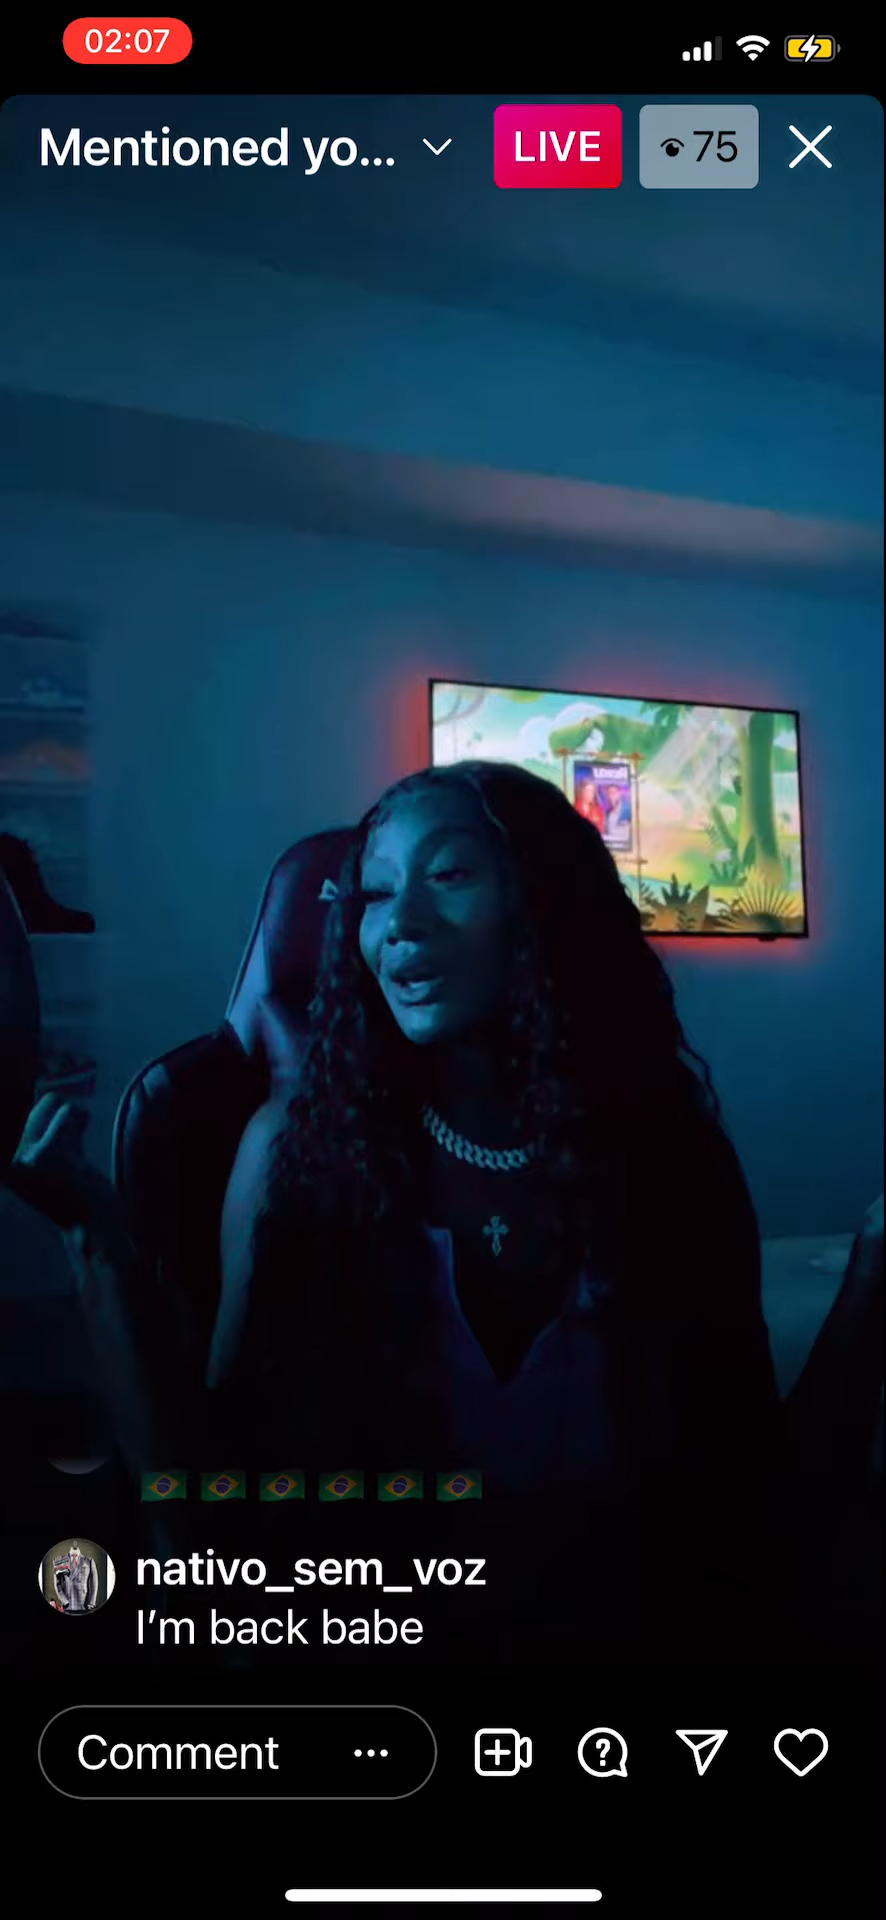 02:07
Mentioned yo...
LIVE
75
🇧🇷 🇧🇷 🇧🇷 🇧🇷 🇧🇷 🇧🇷
nativo_sem_voz
I'm back babe
Comment